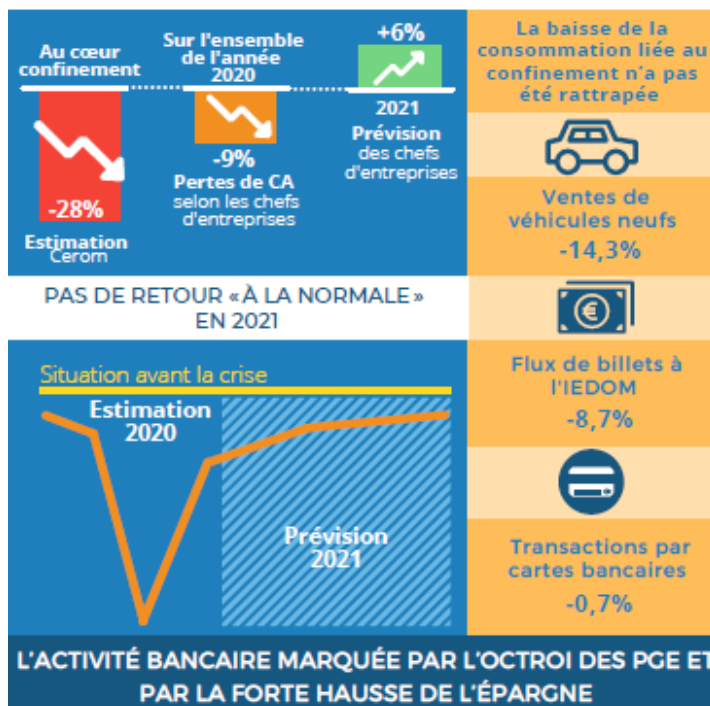 Au cœur
confinement
-28%
Estimation
Cerom
Sur l'ensemble
de l'année
2020
-9%
Pertes de CA
selon les chefs
d'entreprises
+6%
2021
Prévision
des chefs
d'entreprises
PAS DE RETOUR « À LA NORMALE »
EN 2021
Situation avant la crise
Estimation
2020
Prévision
2021
La baisse de la
consommation liée au
confinement n'a pas
été rattrapée
Ventes de
véhicules neufs
-14,3%
Flux de billets à
l'IEDOM
-8,7%
Transactions par
cartes bancaires
-0,7%
L'ACTIVITÉ BANCAIRE MARQUÉE PAR L'OCTROI DES PGE ET
PAR LA FORTE HAUSSE DE L'ÉPARGNE